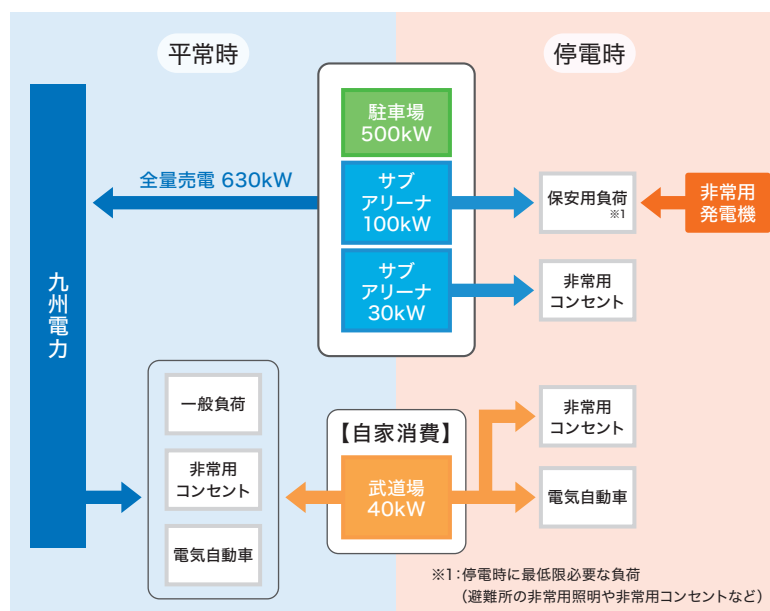 平常時
停電時
駐車場
500kW
全量売電 630kW
サブ
アリーナ
100kW
保安用負荷
※1
非常用
発電機
サブ
アリーナ
30kW
非常用
コンセント
九州電力
一般負荷
非常用
コンセント
電気自動車
【自家消費】
武道場
40kW
非常用
コンセント
電気自動車
※1:停電時に最低限必要な負荷
（避難所の非常用照明や非常用コンセントなど）